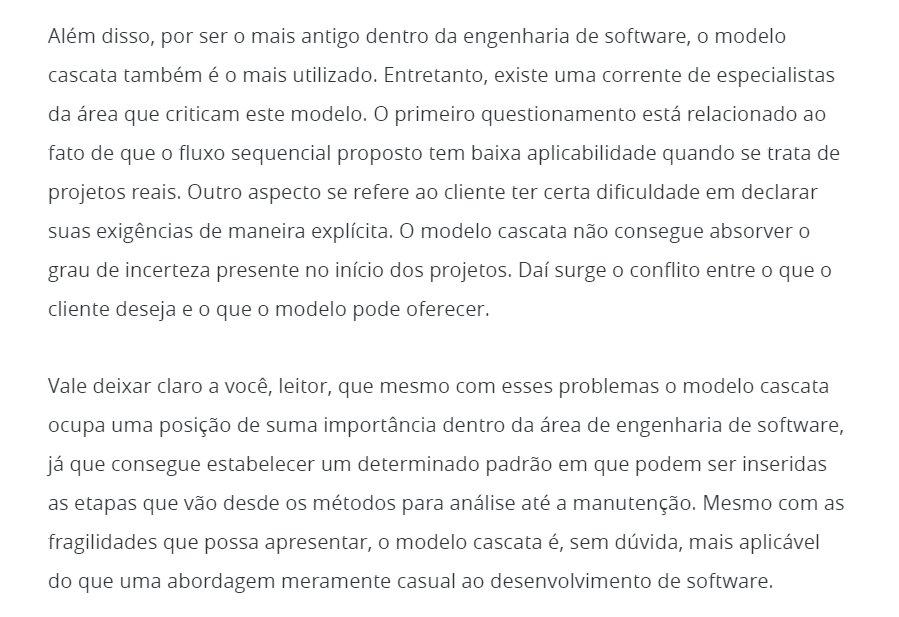 Além disso, por ser o mais antigo dentro da engenharia de software, o modelo
cascata também é o mais utilizado. Entretanto, existe uma corrente de especialistas
da área que criticam este modelo. O primeiro questionamento está relacionado ao
fato de que o fluxo sequencial proposto tem baixa aplicabilidade quando se trata de
projetos reais. Outro aspecto se refere ao cliente ter certa dificuldade em declarar
suas exigências de maneira explícita. O modelo cascata não consegue absorver o
grau de incerteza presente no início dos projetos. Daí surge o conflito entre o que o
cliente deseja e o que o modelo pode oferecer.
Vale deixar claro a você, leitor, que mesmo com esses problemas o modelo cascata
ocupa uma posição de suma importância dentro da área de engenharia de software,
já que consegue estabelecer um determinado padrão em que podem ser inseridas
as etapas que vão desde os métodos para análise até a manutenção. Mesmo com as
fragilidades que possa apresentar, o modelo cascata é, sem dúvida, mais aplicável
do que uma abordagem meramente casual ao desenvolvimento de software.